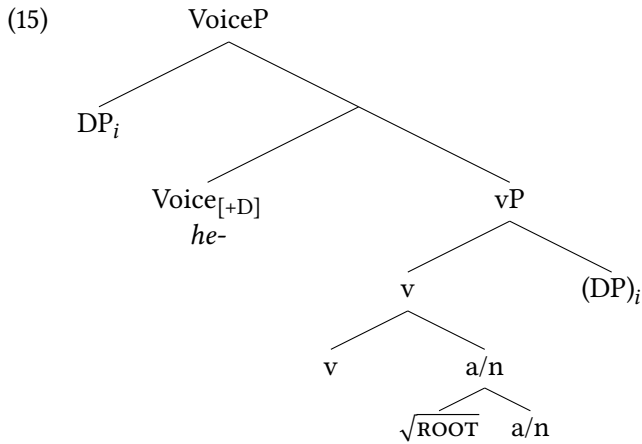 (15) VoiceP
DPi
Voice[+D] vP
he-
v (DP)i
v a/n
√ROOT a/n